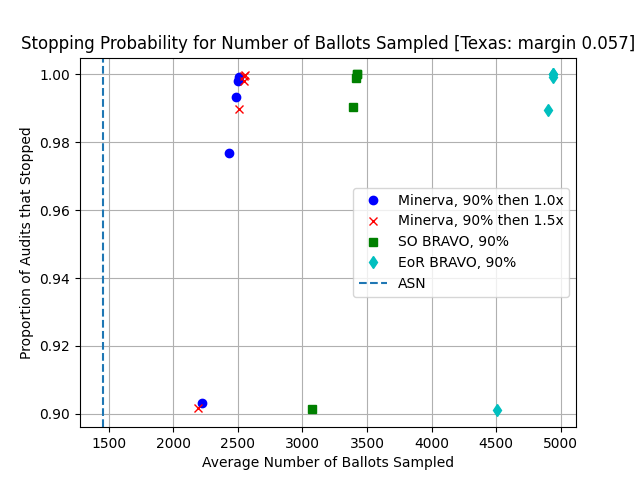 Stopping Probability for Number of Ballots Sampled [Texas: margin 0.057]
Proportion of Audits that Stopped
1.00
0.98
0.96
0.94
0.92
0.90
Minerva, 90% then 1.0x
Minerva, 90% then 1.5x
SO BRAVO, 90%
EoR BRAVO, 90%
ASN
1500 2000 2500 3000 3500 4000 4500 5000
Average Number of Ballots Sampled